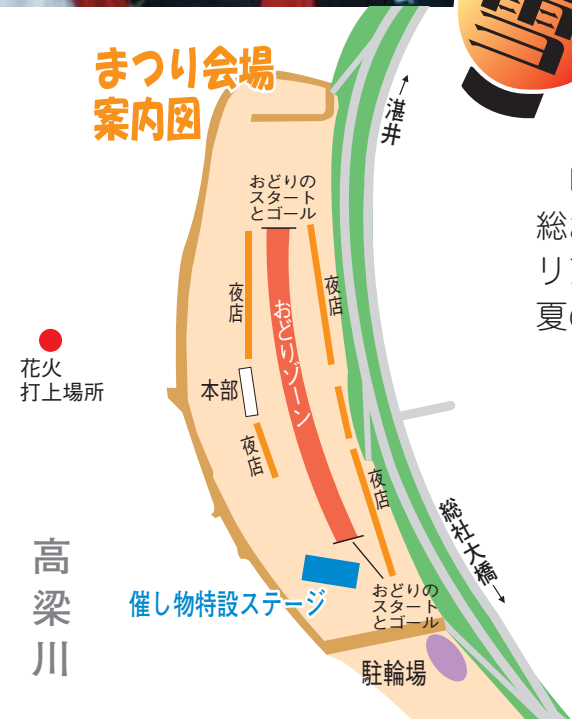 まつり会場
案内図
雪
↑湛井
おどりの
スタート
とゴール
夜店
夜店
おどりゾーン
花火
打上場所
本部
夜店
夜店
総社大橋→
高梁川
催し物特設ステージ
おどりの
スタート
とゴール
駐輪場
リ
夏の